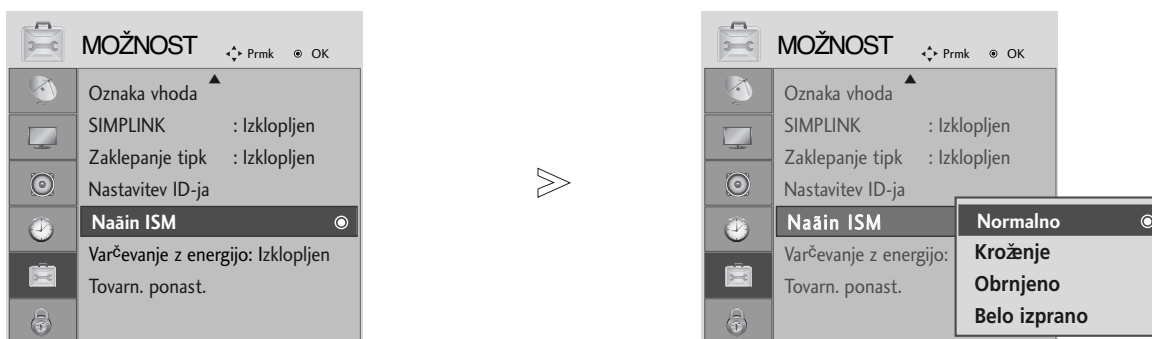 MOŽNOST Prmk OK
Oznaka vhoda
SIMPLINK : Izklopljen
Zaklepanje tipk : Izklopljen
Nastavitev ID-ja
Naãin ISM
Varčevanje z energijo: Izklopljen
Tovarn. ponast.
MOŽNOST Prmk OK
Oznaka vhoda
SIMPLINK : Izklopljen
Zaklepanje tipk : Izklopljen
Nastavitev ID-ja
Naãin ISM
Varčevanje z energijo:
Tovarn. ponast.
Normalno
Kroženje
Obrnjeno
Belo izprano